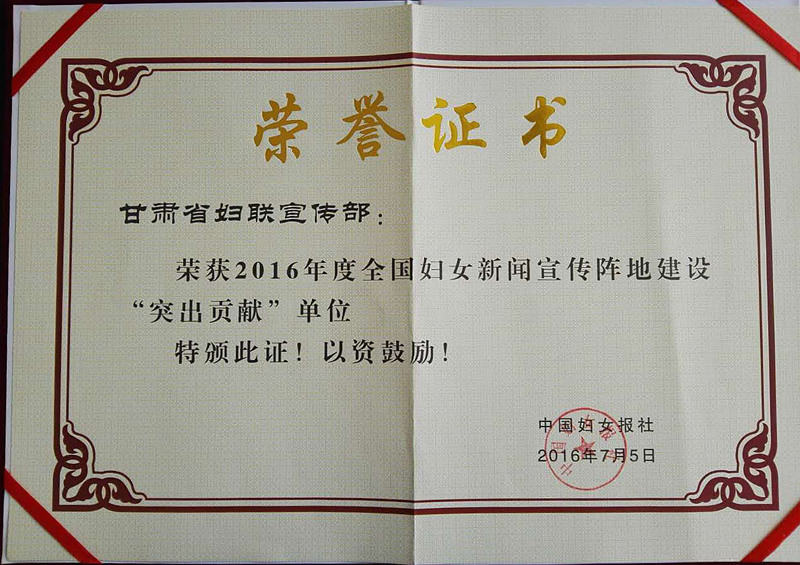 荣誉证书
甘肃省妇联宣传部：
荣获2016年度全国妇女新闻宣传阵地建设
“突出贡献”单位
特颁此证！以资鼓励！
中国妇女报社
2016年7月5日